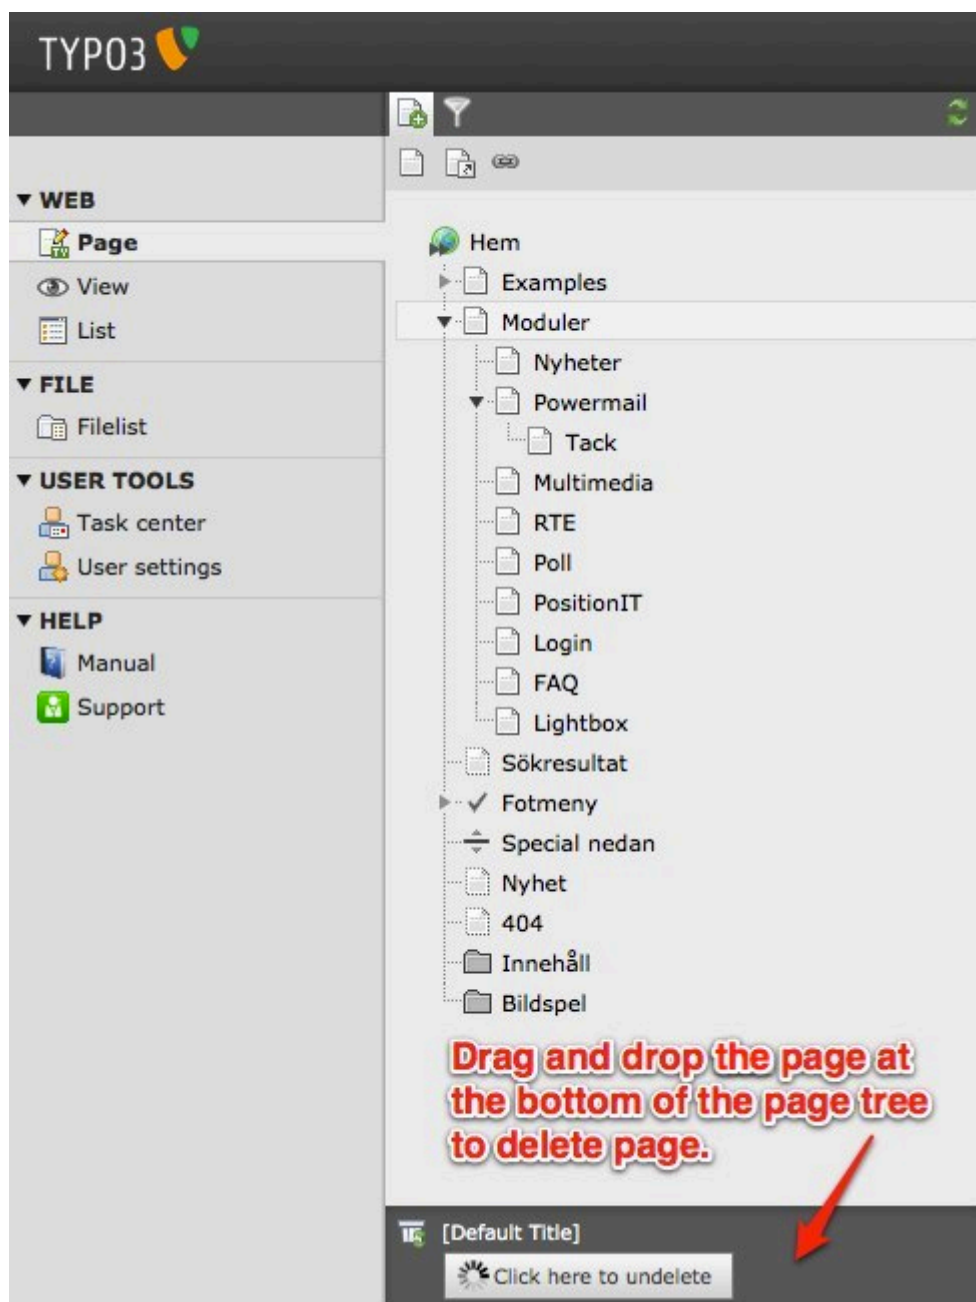 TYPO3
WEB
Page
View
List
FILE
Filelist
USER TOOLS
Task center
User settings
HELP
Manual
Support
Hem
Examples
Moduler
Nyheter
Powermail
Tack
Multimedia
RTE
Poll
PositionIT
Login
FAQ
Lightbox
Sökresultat
Fotmeny
Special nedan
Nyhet
404
Innehåll
Bildspel
Drag and drop the page at
the bottom of the page tree
to delete page.
[Default Title]
Click here to undelete